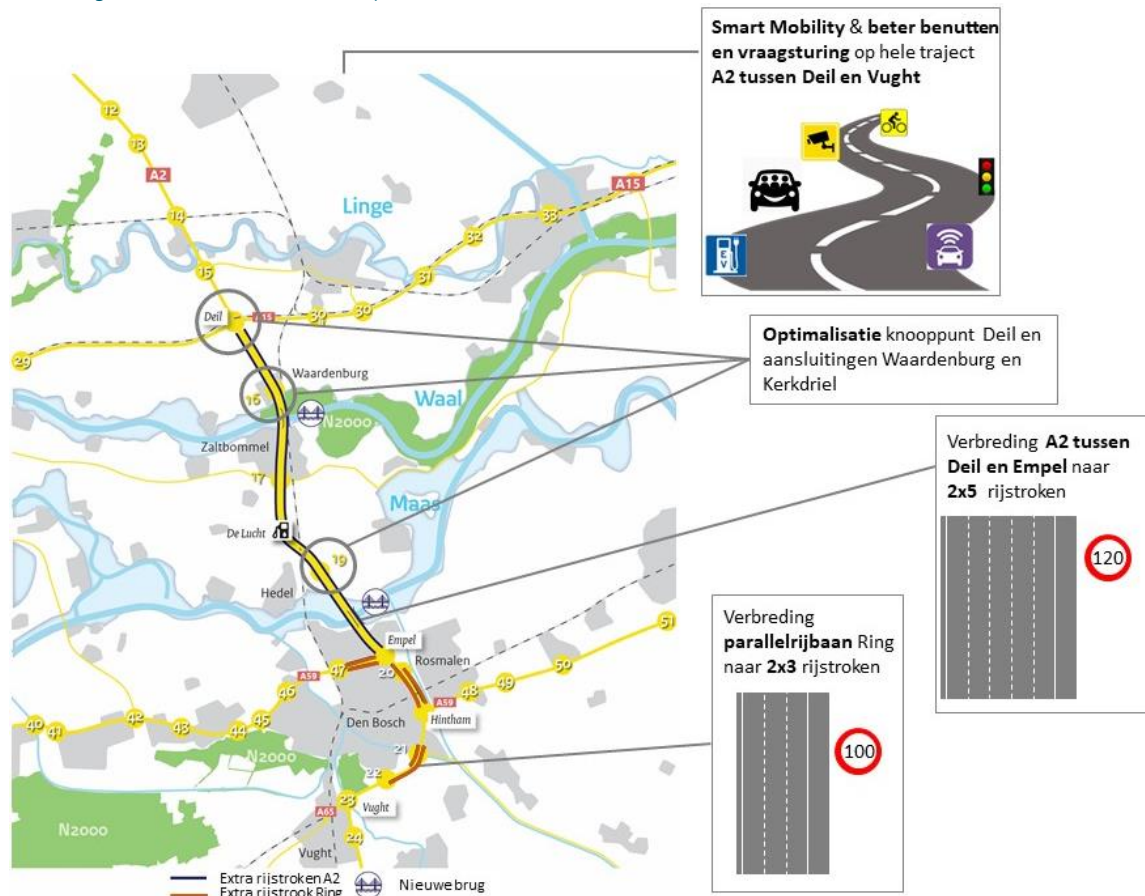 Smart Mobility & beter benutten
en vraagsturing op hele traject
A2 tussen Deil en Vught
EV
12
13
A2
14
15
Linge
33
A15
32
31
30
30
A15
Deil
29
Optimalisatie knooppunt Deil en
aansluitingen Waardenburg en
Kerkdriel
Waardenburg
16
Waal
N2000
Zaltbommel
17
Maas
De Lucht
19
Hedel
Verbreding A2 tussen
Deil en Empel naar
2x5 rijstroken
120
Verbreding
parallelrijbaan Ring
naar 2x3 rijstroken
100
Empel
20
Rosmalen
51
50
49
48
A59
47
A59
46
45
44
43
42
41
40
Hintham
Den Bosch
21
22
N2000
23
Vught
A65
24
N2000
Vught
Extra rijstroken A2
Extra rijstrook Ring
Nieuwe brug